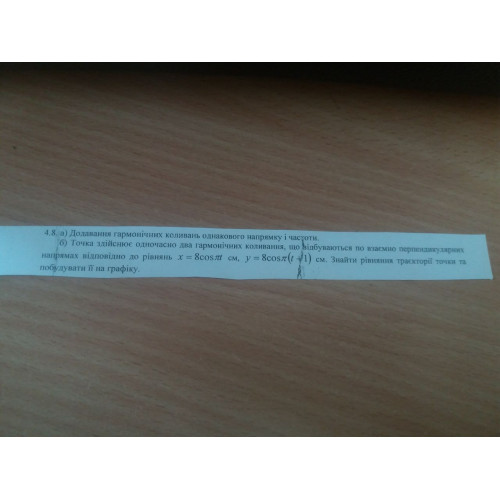 4.8. а) Додавання гармонічних коливань однакового напрямку і частоти.
б) Точка здійснює одночасно два гармонічних коливання, що відбуваються по взаємно перпендикулярних
напрямах відповідно до рівнянь x = 8cosπt см, y = 8cosπ(t +1) см. Знайти рівняння траєкторії точки та
побудувати її на графіку.